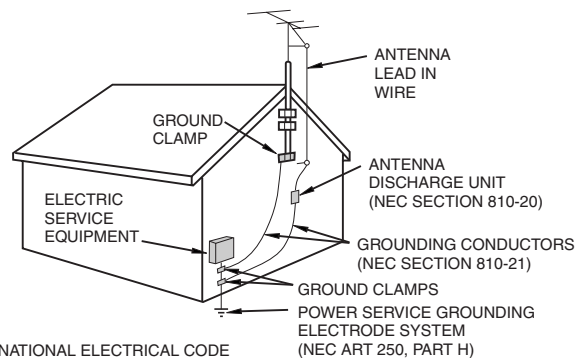 ANTENNA
LEAD IN
WIRE
GROUND
CLAMP
ANTENNA
DISCHARGE UNIT
(NEC SECTION 810-20)
ELECTRIC
SERVICE
EQUIPMENT
GROUNDING CONDUCTORS
(NEC SECTION 810-21)
GROUND CLAMPS
POWER SERVICE GROUNDING
ELECTRODE SYSTEM
(NEC ART 250, PART H)
NATIONAL ELECTRICAL CODE